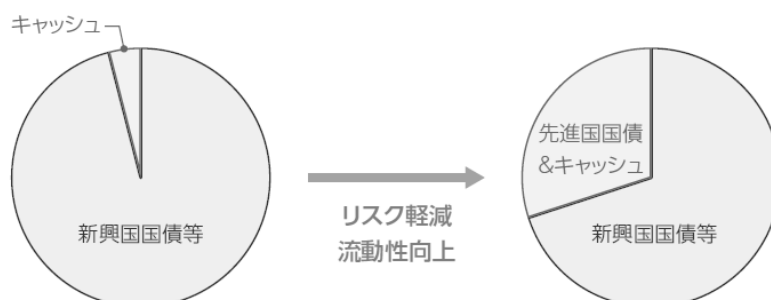 キャッシュ
新興国国債等
リスク軽減
流動性向上
先進国国債
&キャッシュ
新興国国債等